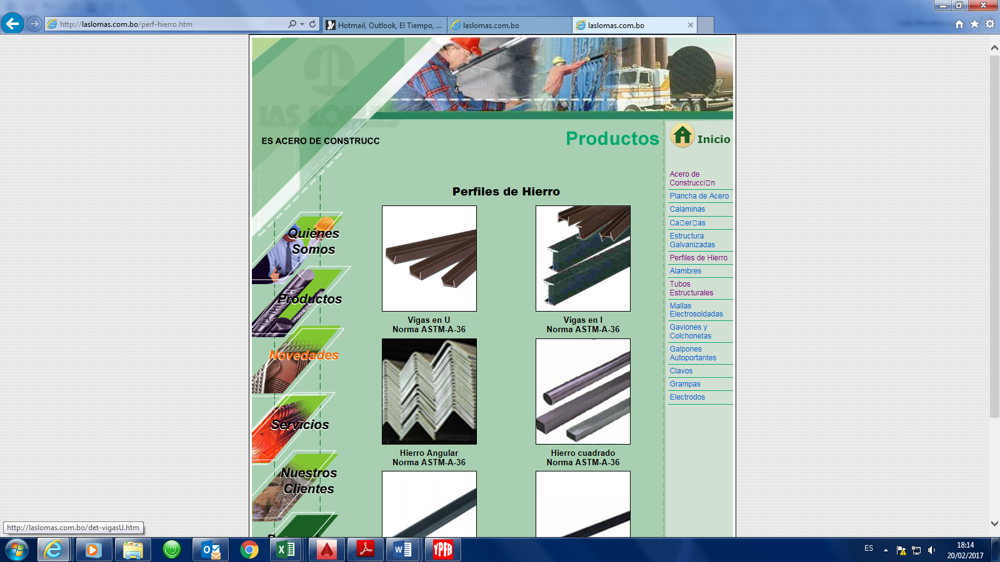 http://laslomas.com.bo/perf-hierro.htm
Hotmail, Outlook, El Tiempo, ...
laslomas.com.bo
laslomas.com.bo
LAS LOMAS
ES ACERO DE CONSTRUCC
Productos
Inicio
Quiénes
Somos
Productos
Novedades
Servicios
Nuestros
Clientes
Perfiles de Hierro
Vigas en U
Norma ASTM-A-36
Vigas en I
Norma ASTM-A-36
Hierro Angular
Norma ASTM-A-36
Hierro cuadrado
Norma ASTM-A-36
Acero de
Construcci□n
Plancha de Acero
Calaminas
Ca□er□as
Estructura
Galvanizadas
Perfiles de Hierro
Alambres
Tubos
Estructurales
Mallas
Electrosoldadas
Gaviones y
Colchonetas
Galpones
Autoportantes
Clavos
Grampas
Electrodos
http://laslomas.com.bo/det-vigasU.htm
YPFB
ES
18:14
20/02/2017